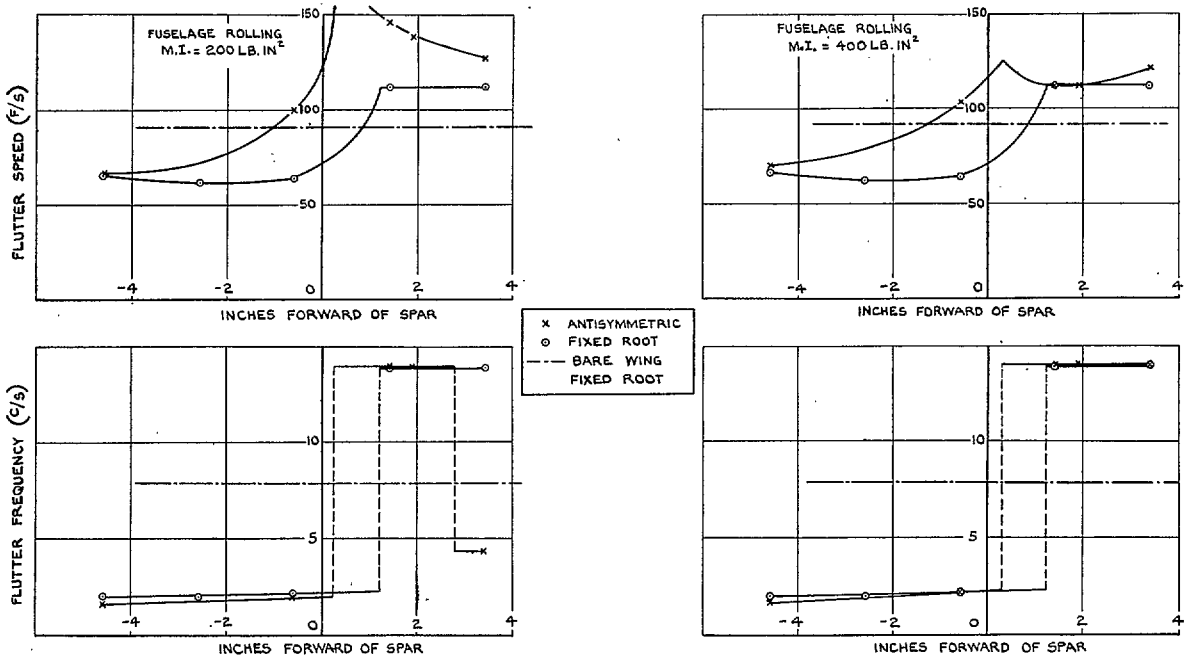 FUSELAGE ROLLING
M.I. = 200 LB. IN²
FLUTTER SPEED (F/S)
150
100
50
-4 -2 0 2 4
INCHES FORWARD OF SPAR
FUSELAGE ROLLING
M.I. = 400 LB. IN²
150
100
50
-4 -2 0 2 4
INCHES FORWARD OF SPAR
× ANTISYMMETRIC
⊙ FIXED ROOT
—·— BARE WING
FIXED ROOT
FLUTTER FREQUENCY (C/S)
10
5
-4 -2 0 2 4
INCHES FORWARD OF SPAR
10
5
-4 -2 0 2 4
INCHES FORWARD OF SPAR